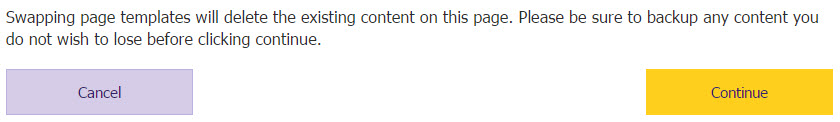 Swapping page templates will delete the existing content on this page. Please be sure to backup any content you
do not wish to lose before clicking continue.
Cancel
Continue